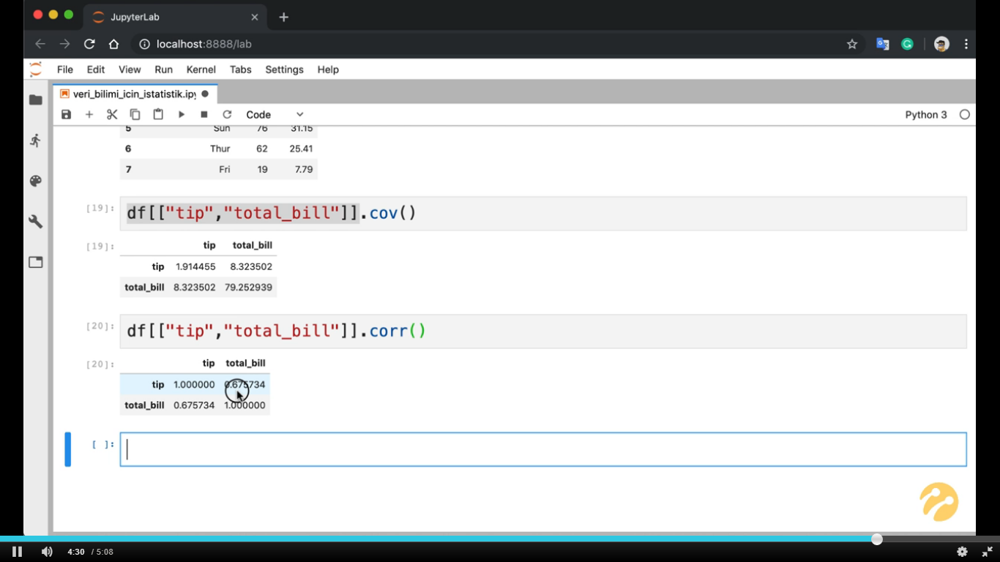 JupyterLab
localhost:8888/lab
File Edit View Run Kernel Tabs Settings Help
veri_bilimi_icin_istatistik.ipy
Code Python 3
5 Sun 76 31.15
6 Thur 62 25.41
7 Fri 19 7.79
[19]: df[["tip","total_bill"]].cov()
[19]: tip total_bill
tip 1.914455 8.323502
total_bill 8.323502 79.252939
[20]: df[["tip","total_bill"]].corr()
[20]: tip total_bill
tip 1.000000 0.675734
total_bill 0.675734 1.000000
[ ]:
4:30 / 5:08